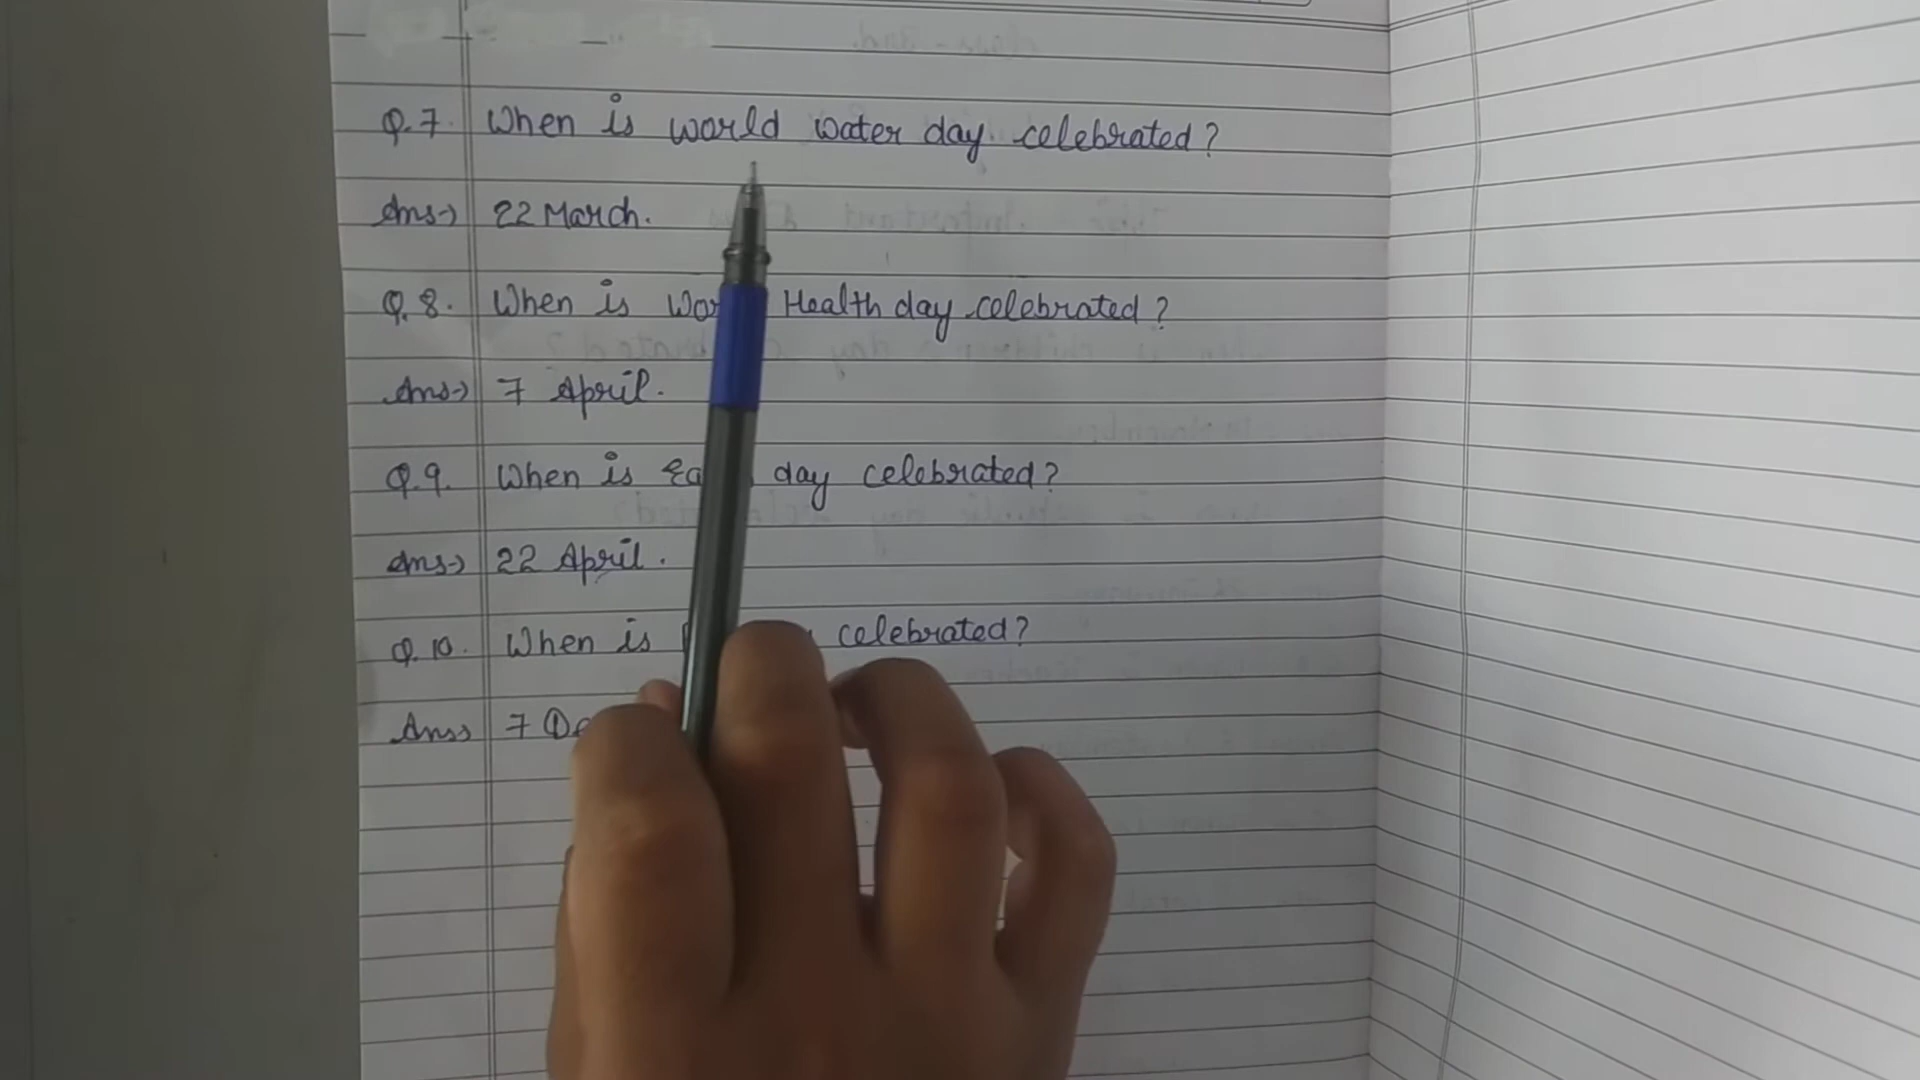 Q.7. When is world water day celebrated?
Ans→ 22 March.
Q.8. When is Health day celebrated?
Ans→ 7 April.
Q.9. When is day celebrated?
Ans→ 22 April.
Q.10. When is celebrated?
Ans→ 7